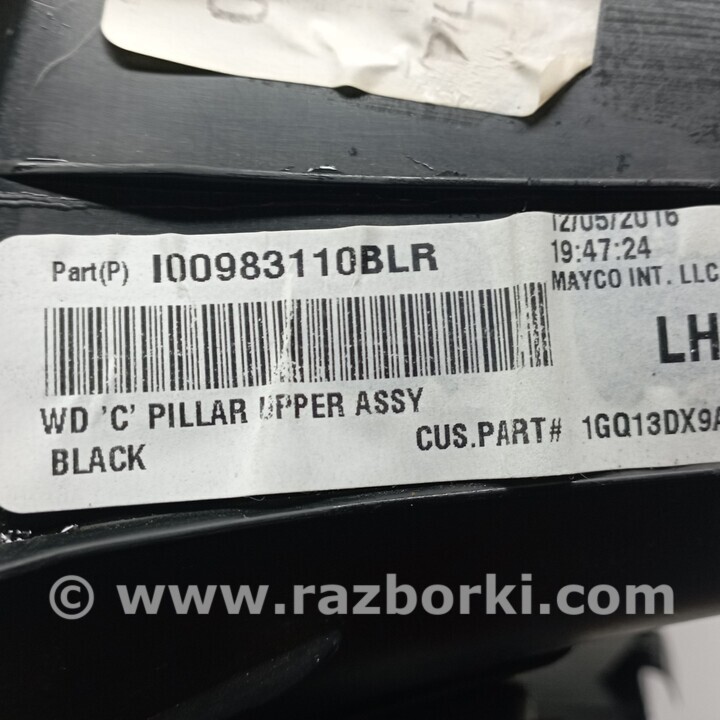 12/05/2016
Part(P) I00983110BLR
19:47:24
MAYCO INT. LLC
LH
WD 'C' PILLAR UPPER ASSY
BLACK
CUS.PART# 1GQ13DX9A
© www.razborki.com